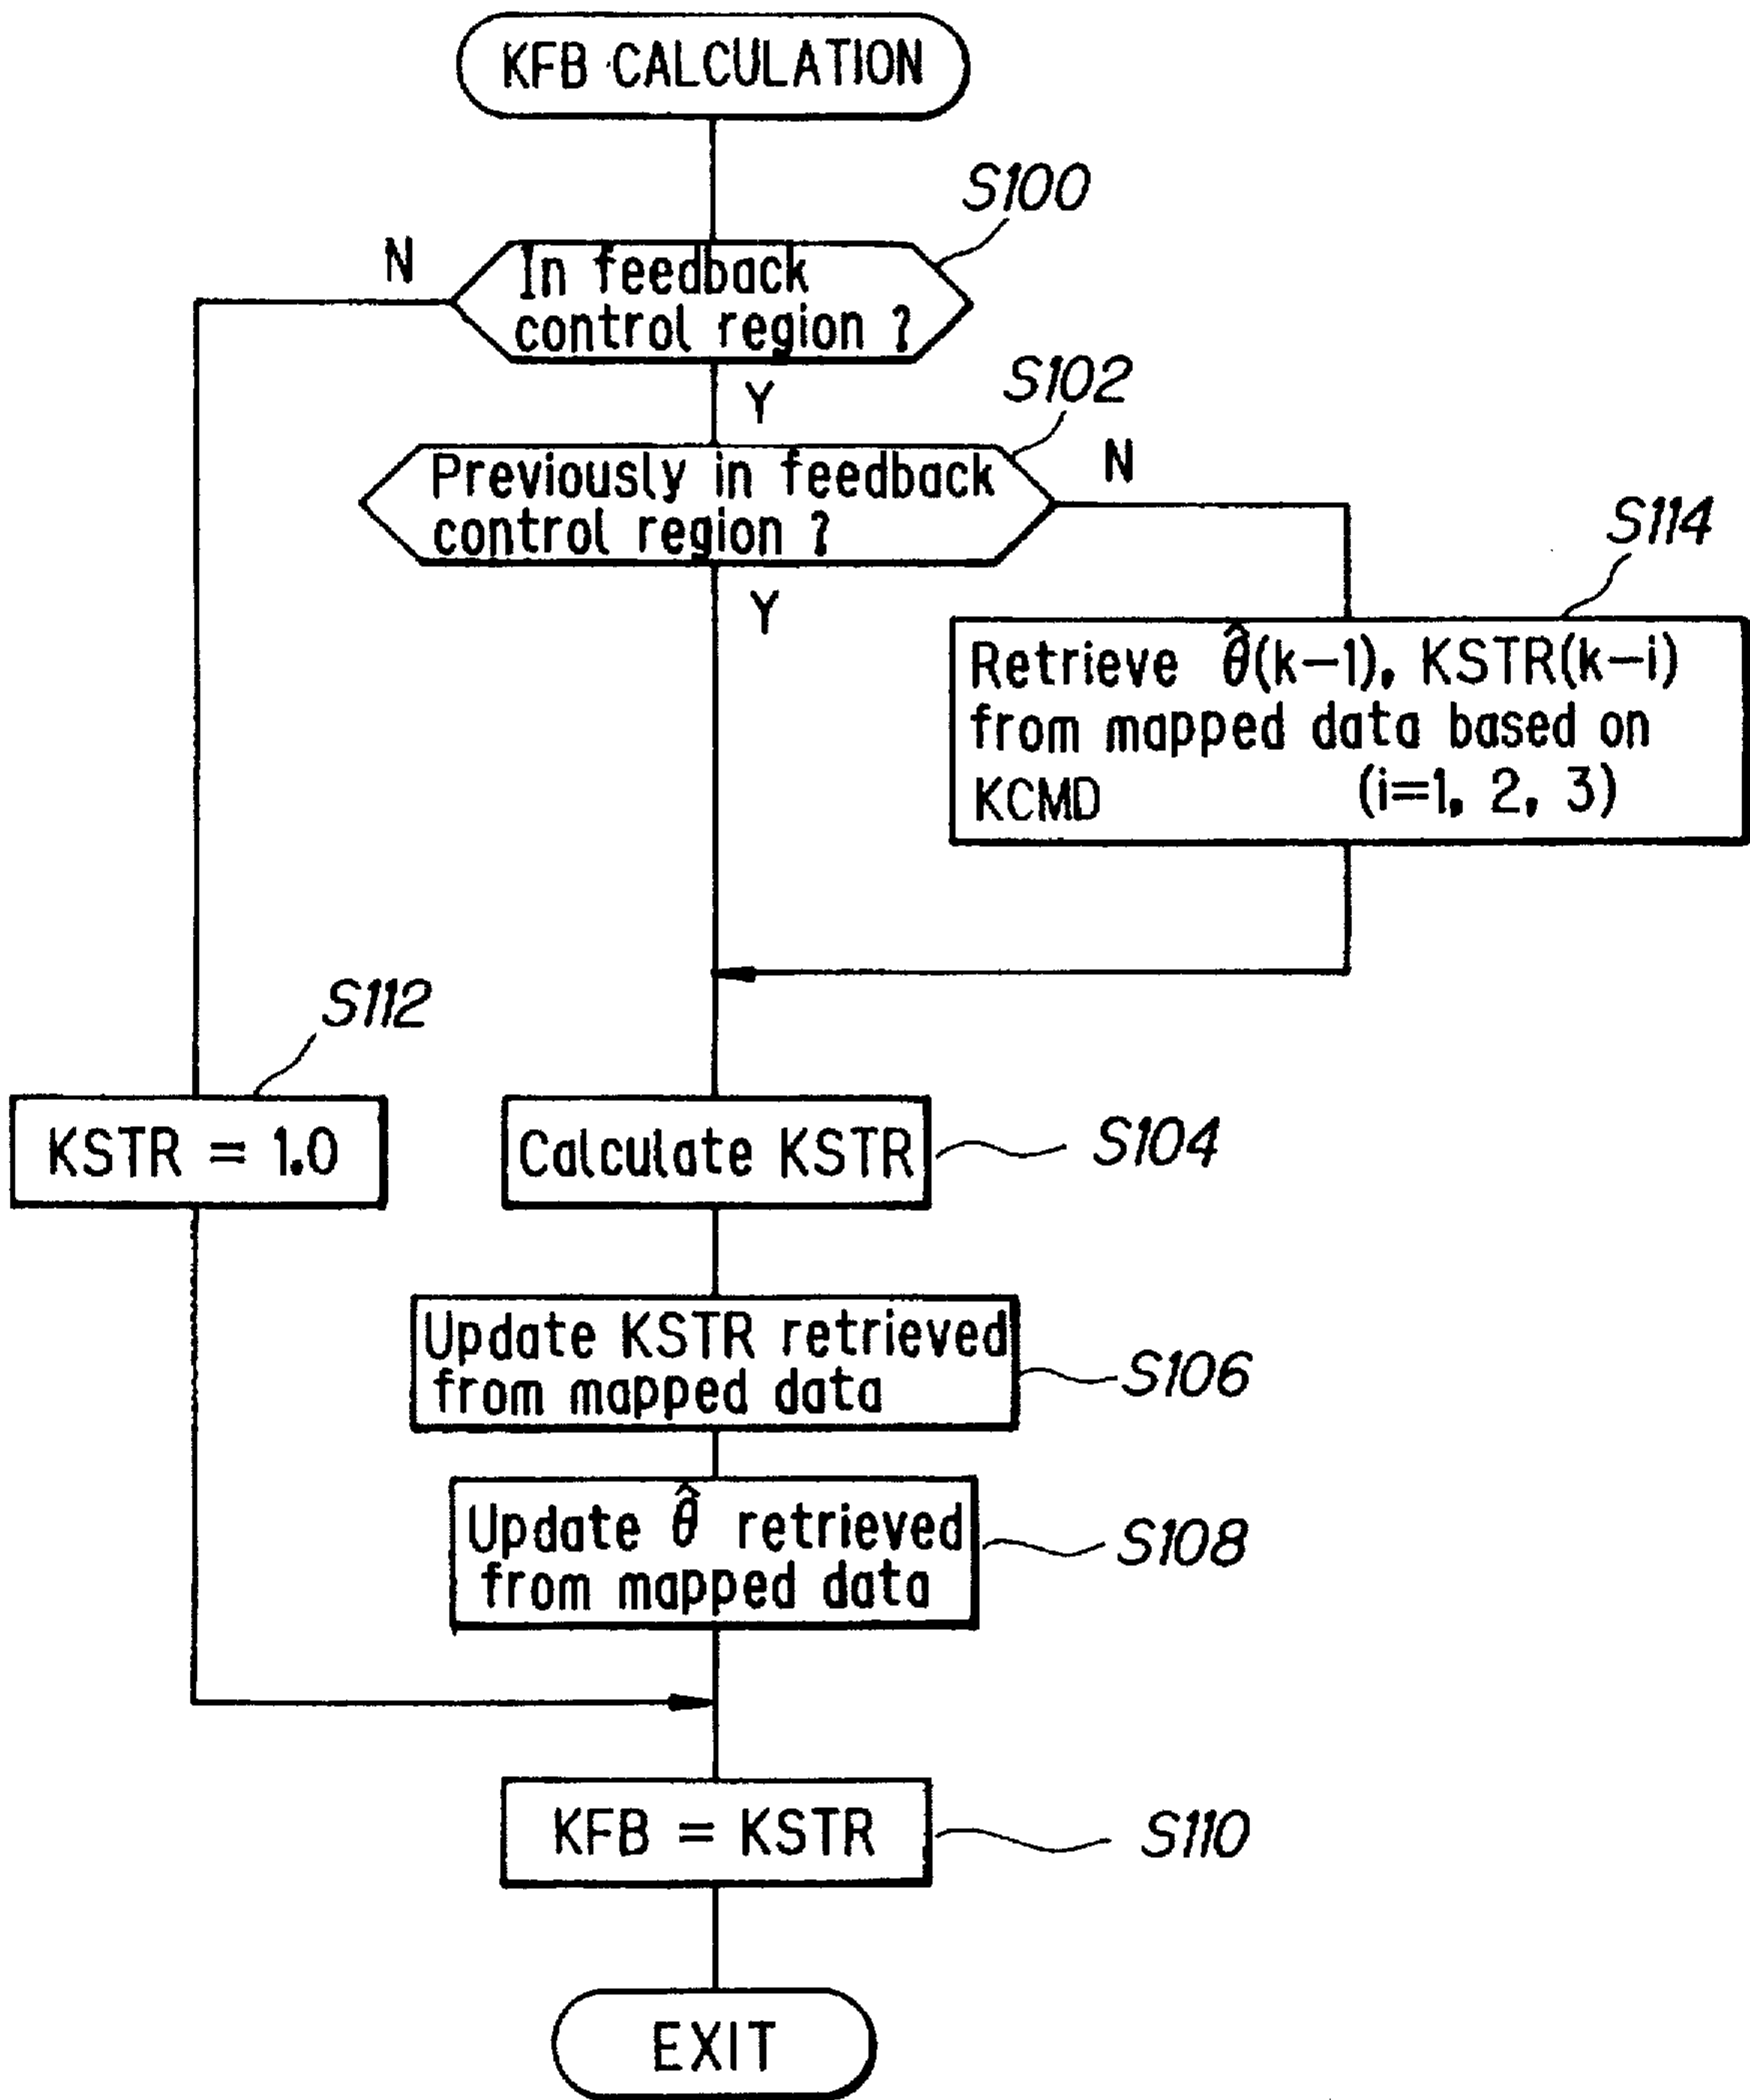 KFB CALCULATION
S100
N
In feedback
control region ?
Y
S102
N
Previously in feedback
control region ?
Y
S114
Retrieve θ̂(k-1), KSTR(k-i)
from mapped data based on
KCMD (i=1, 2, 3)
S112
KSTR = 1.0
Calculate KSTR
S104
Update KSTR retrieved
from mapped data
S106
Update θ̂ retrieved
from mapped data
S108
KFB = KSTR
S110
EXIT